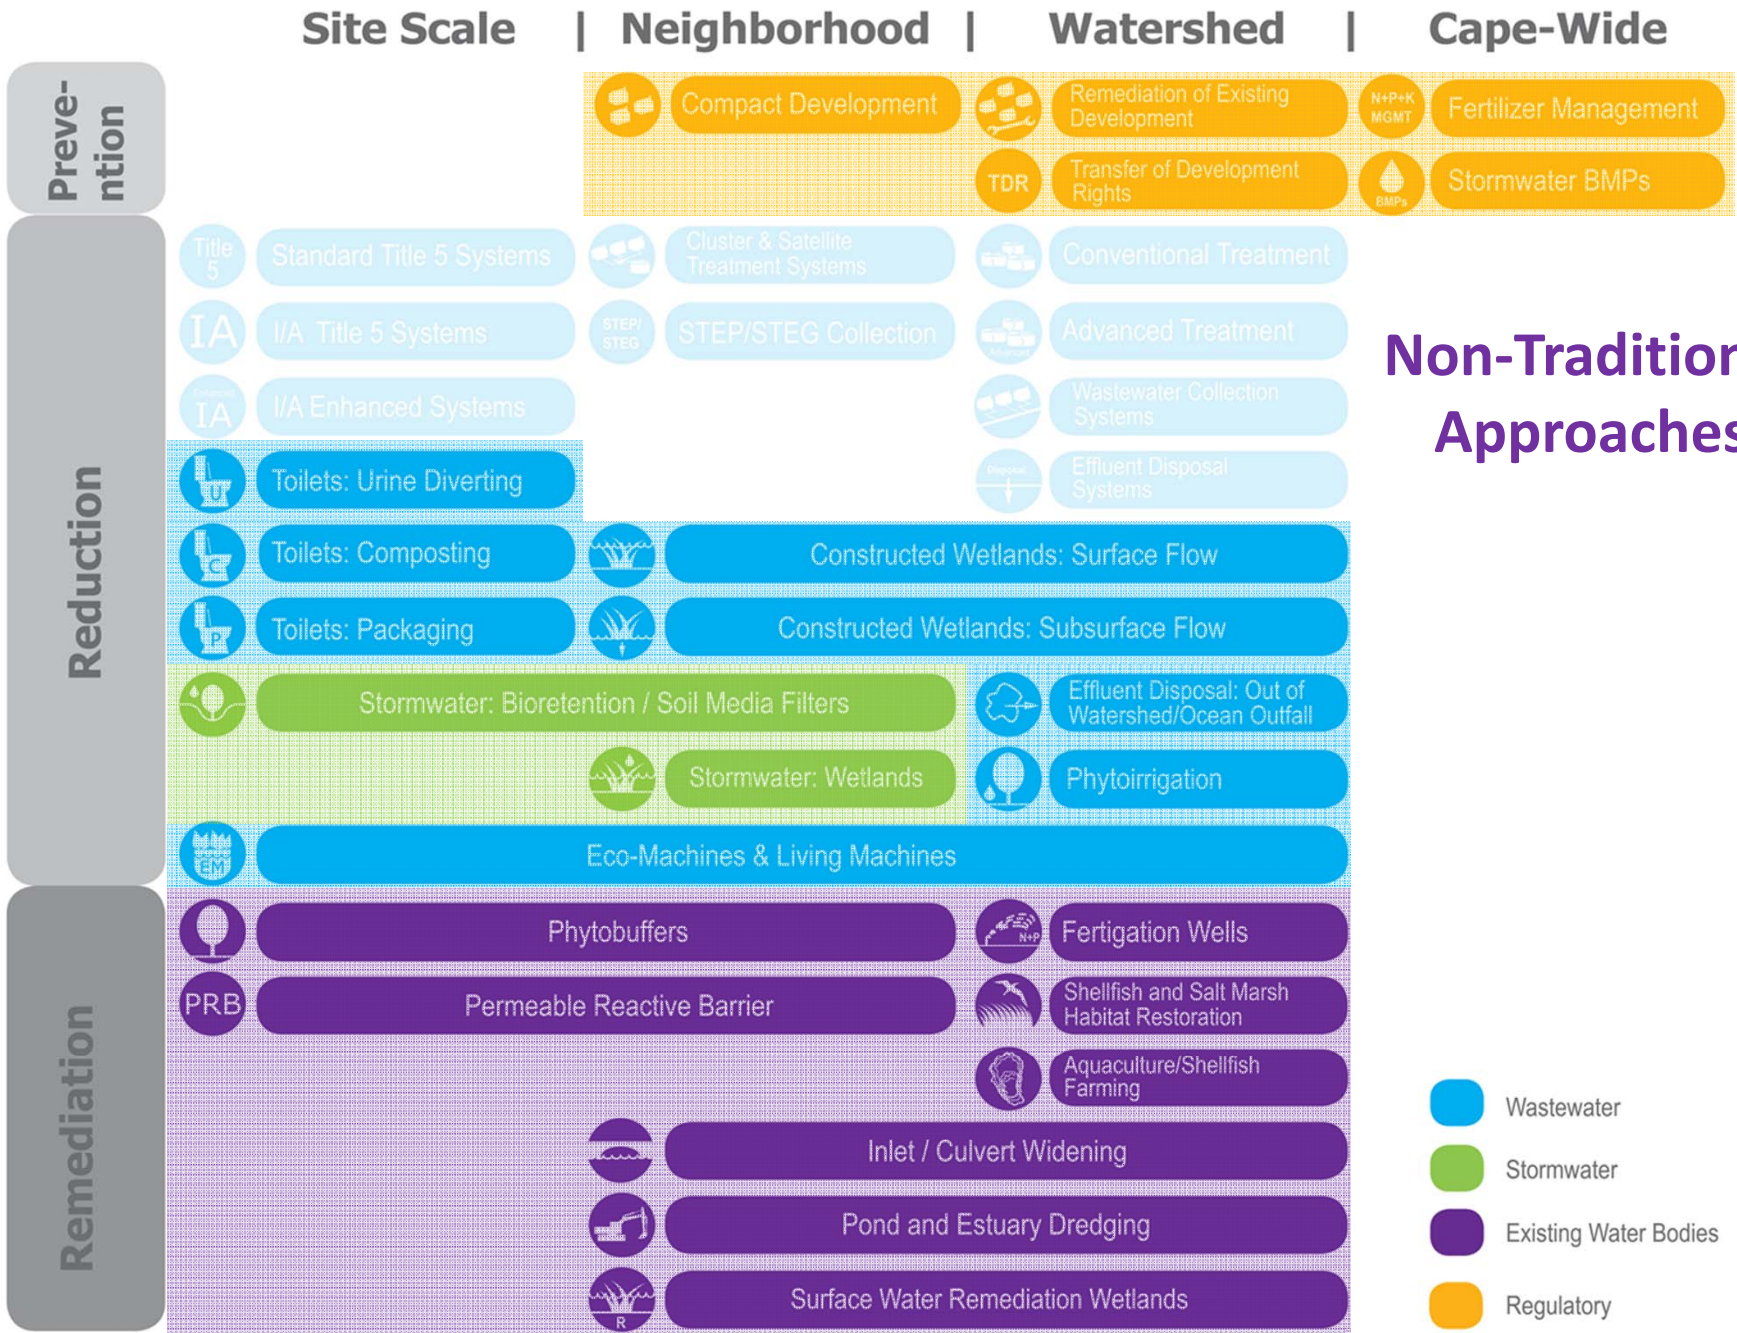 Site Scale | Neighborhood | Watershed | Cape-Wide
Preve-
ntion
Compact Development
Remediation of Existing
Development
N+P+K
MGMT
Fertilizer Management
TDR
Transfer of Development
Rights
BMPs
Stormwater BMPs
Reduction
Title
5
Standard Title 5 Systems
Cluster & Satellite
Treatment Systems
Conventional Treatment
IA
I/A Title 5 Systems
STEP/
STEG
STEP/STEG Collection
Advanced
Advanced Treatment
Non-Tradition
Approaches
Enhanced
IA
I/A Enhanced Systems
Wastewater Collection
Systems
U
Toilets: Urine Diverting
Disposal
Effluent Disposal
Systems
C
Toilets: Composting
Constructed Wetlands: Surface Flow
P
Toilets: Packaging
Constructed Wetlands: Subsurface Flow
Stormwater: Bioretention / Soil Media Filters
Effluent Disposal: Out of
Watershed/Ocean Outfall
Stormwater: Wetlands
Phytoirrigation
EM
Eco-Machines & Living Machines
Remediation
Phytobuffers
N+P
Fertigation Wells
PRB
Permeable Reactive Barrier
Shellfish and Salt Marsh
Habitat Restoration
Aquaculture/Shellfish
Farming
Inlet / Culvert Widening
Pond and Estuary Dredging
R
Surface Water Remediation Wetlands
Wastewater
Stormwater
Existing Water Bodies
Regulatory